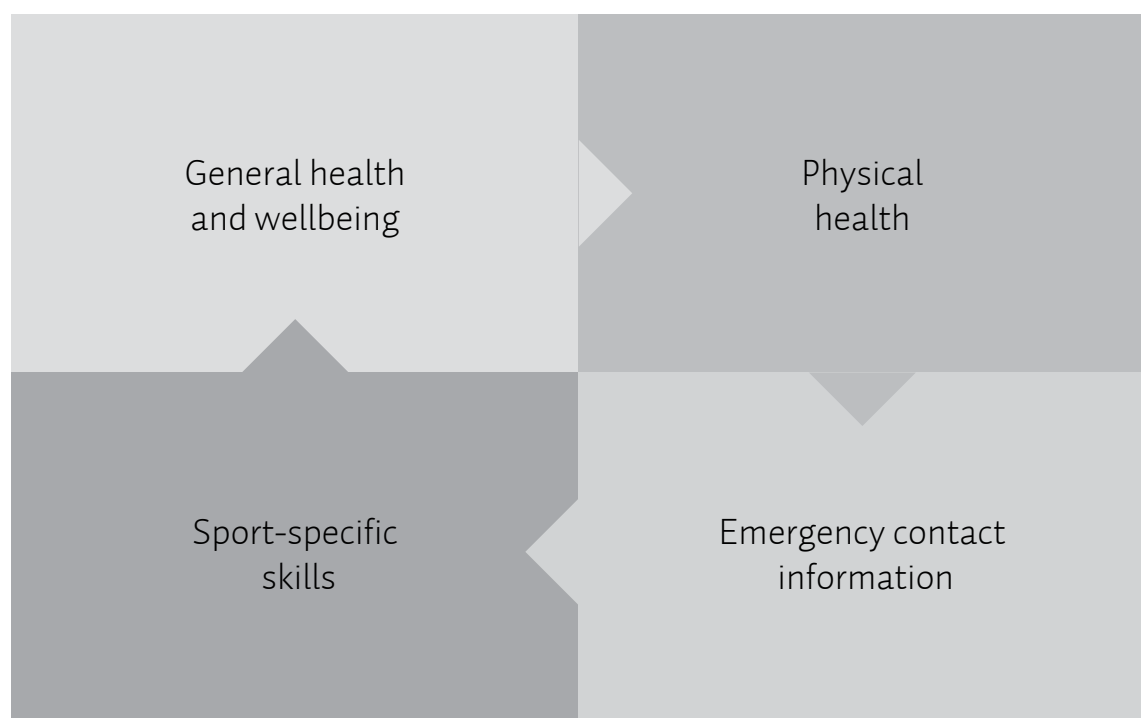 General health
and wellbeing
Physical
health
Sport-specific
skills
Emergency contact
information